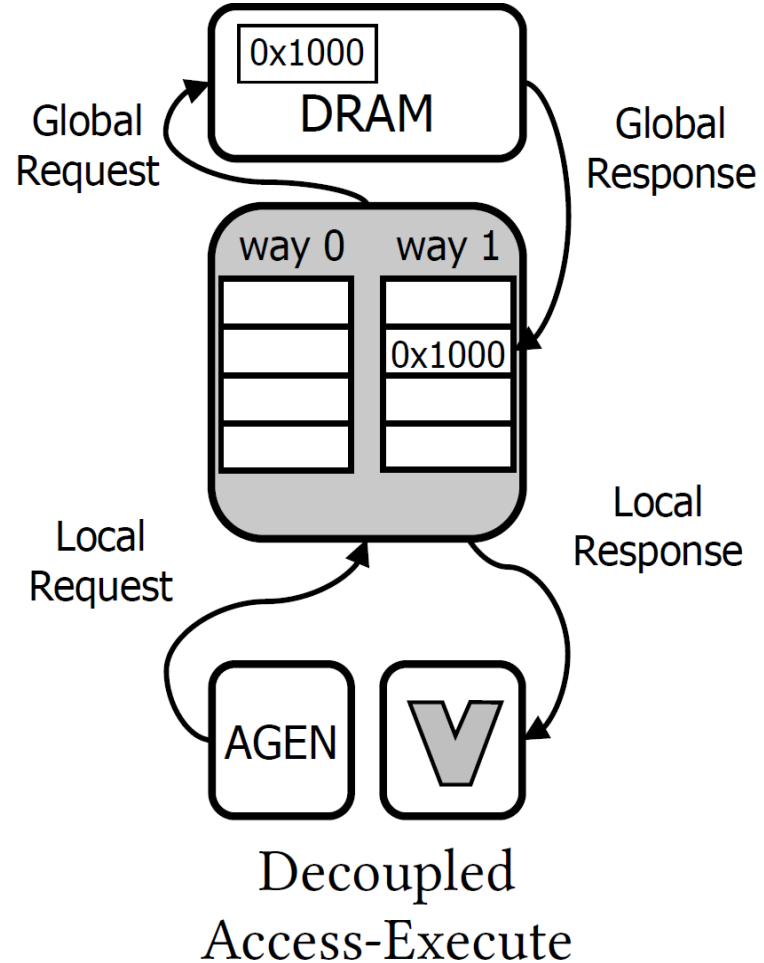 0x1000
DRAM
Global
Request
Global
Response
way 0
way 1
0x1000
Local
Request
Local
Response
AGEN
Decoupled
Access-Execute